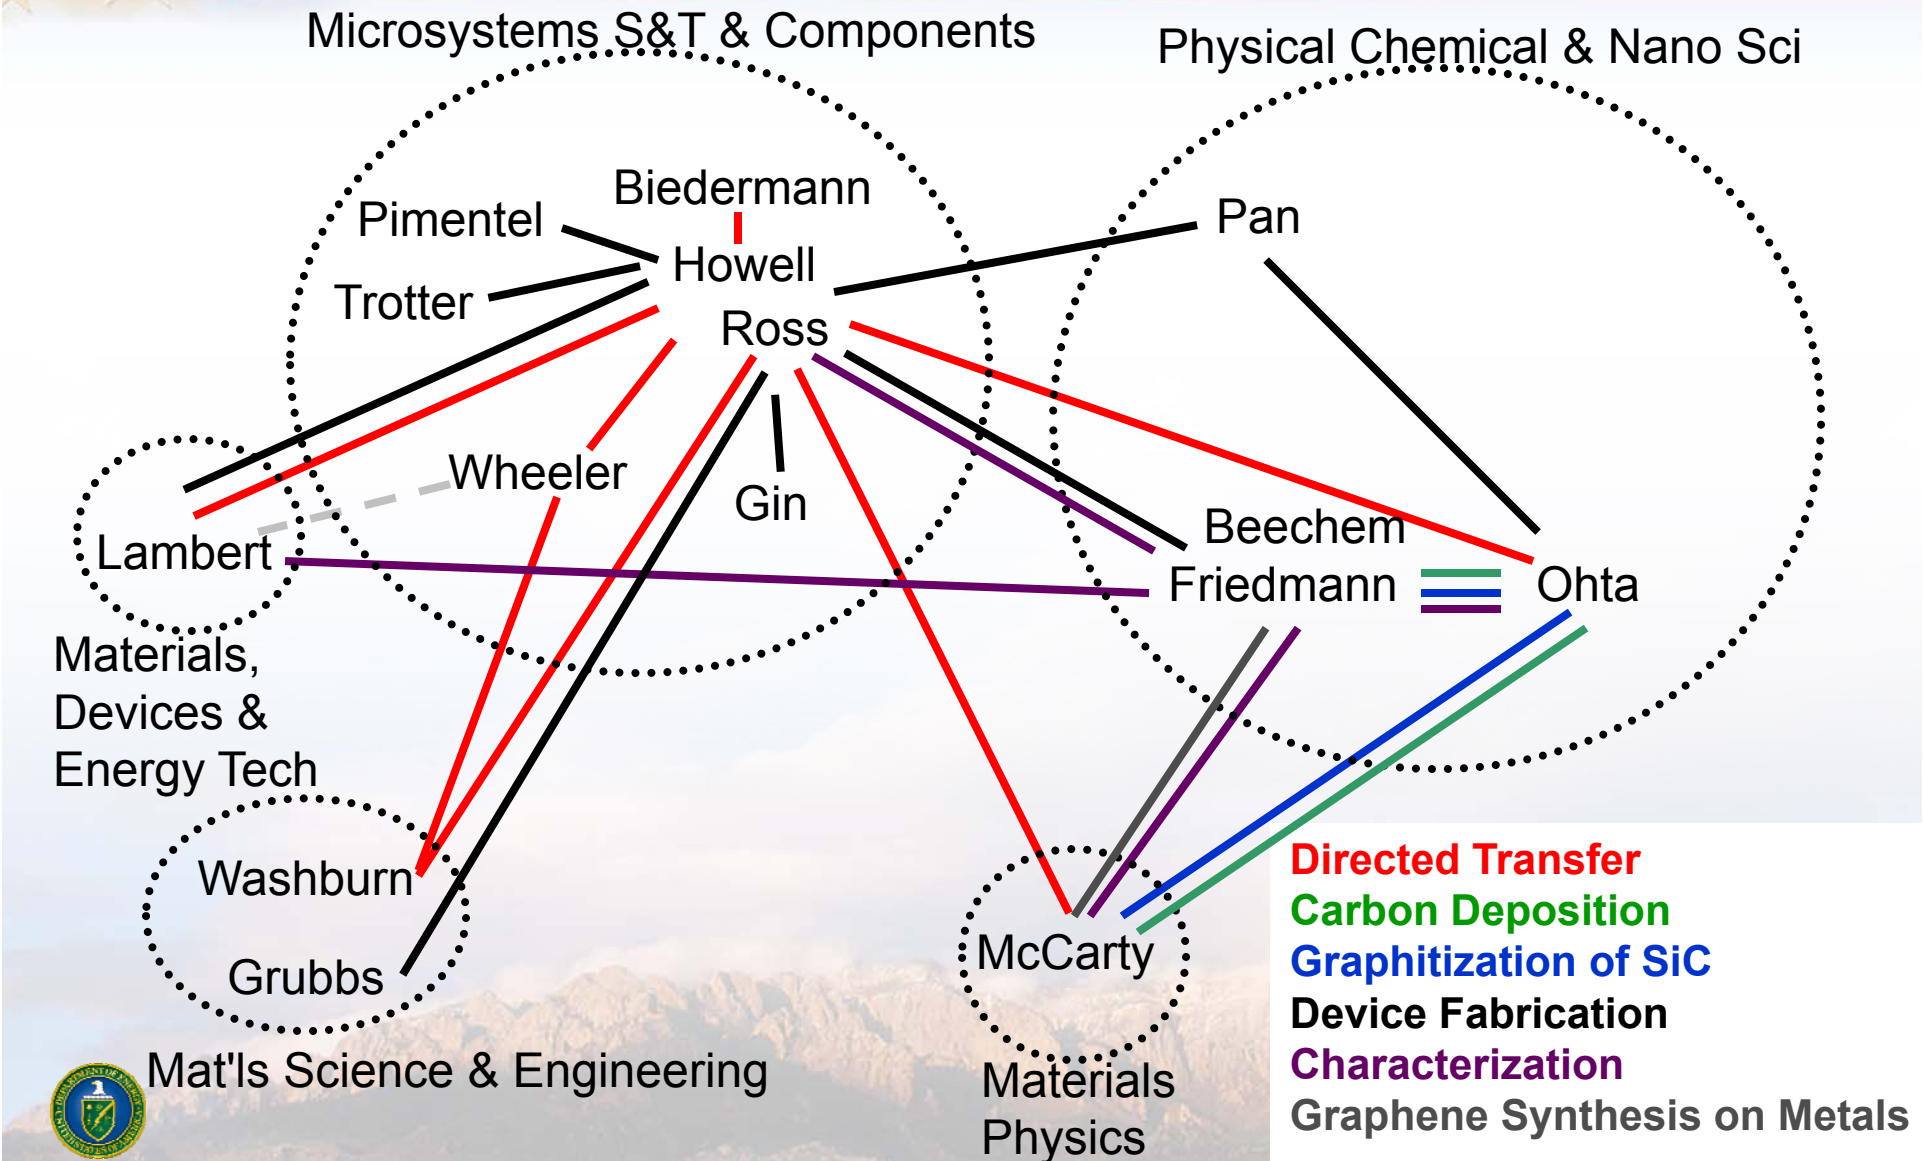 Microsystems S&T & Components
Physical Chemical & Nano Sci
Biedermann
Pimentel
Pan
Howell
Trotter
Ross
Wheeler
Gin
Beechem
Lambert
Friedmann
Ohta
Materials,
Devices &
Energy Tech
Washburn
McCarty
Grubbs
Mat'ls Science & Engineering
Materials
Physics
Directed Transfer
Carbon Deposition
Graphitization of SiC
Device Fabrication
Characterization
Graphene Synthesis on Metals